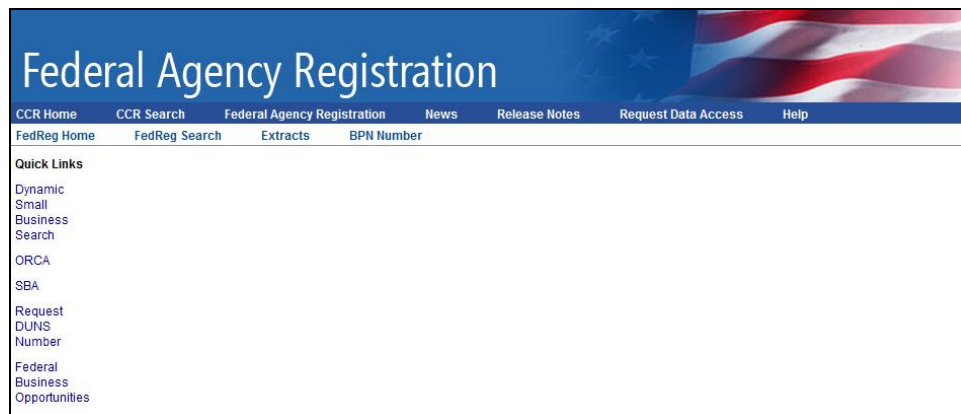 Federal Agency Registration
CCR Home CCR Search Federal Agency Registration News Release Notes Request Data Access Help
FedReg Home FedReg Search Extracts BPN Number
Quick Links
Dynamic
Small
Business
Search
ORCA
SBA
Request
DUNS
Number
Federal
Business
Opportunities